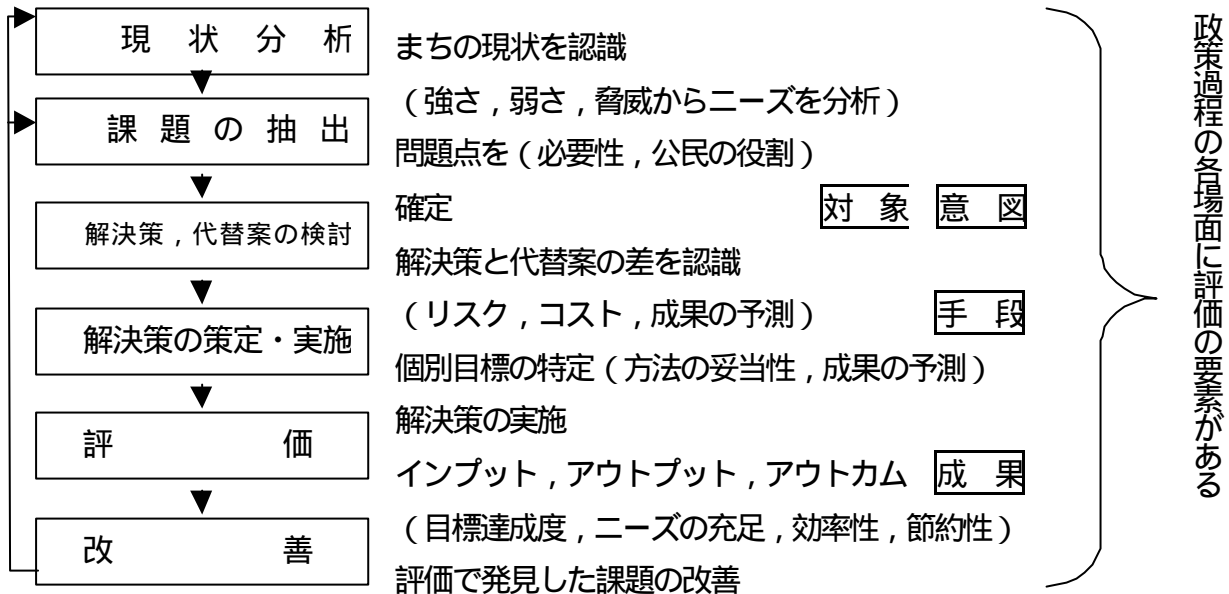 現状分析
まちの現状を認識
（強さ，弱さ，脅威からニーズを分析）
課題の抽出
問題点を（必要性，公民の役割）
確定 対象 意図
解決策，代替案の検討
解決策と代替案の差を認識
（リスク，コスト，成果の予測） 手段
解決策の策定・実施
個別目標の特定（方法の妥当性，成果の予測）
解決策の実施
評価
インプット，アウトプット，アウトカム 成果
（目標達成度，ニーズの充足，効率性，節約性）
改善
評価で発見した課題の改善
政策過程の各場面に評価の要素がある